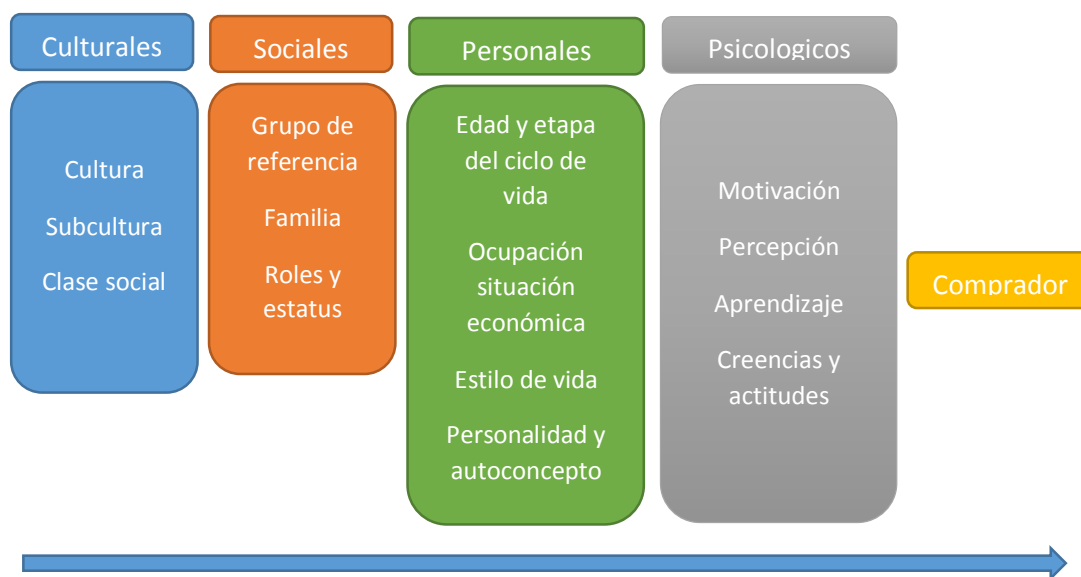 Culturales
Sociales
Personales
Psicologicos
Cultura
Subcultura
Clase social
Grupo de
referencia
Familia
Roles y
estatus
Edad y etapa
del ciclo de
vida
Ocupación
situación
económica
Estilo de vida
Personalidad y
autoconcepto
Motivación
Percepción
Aprendizaje
Creencias y
actitudes
Comprador